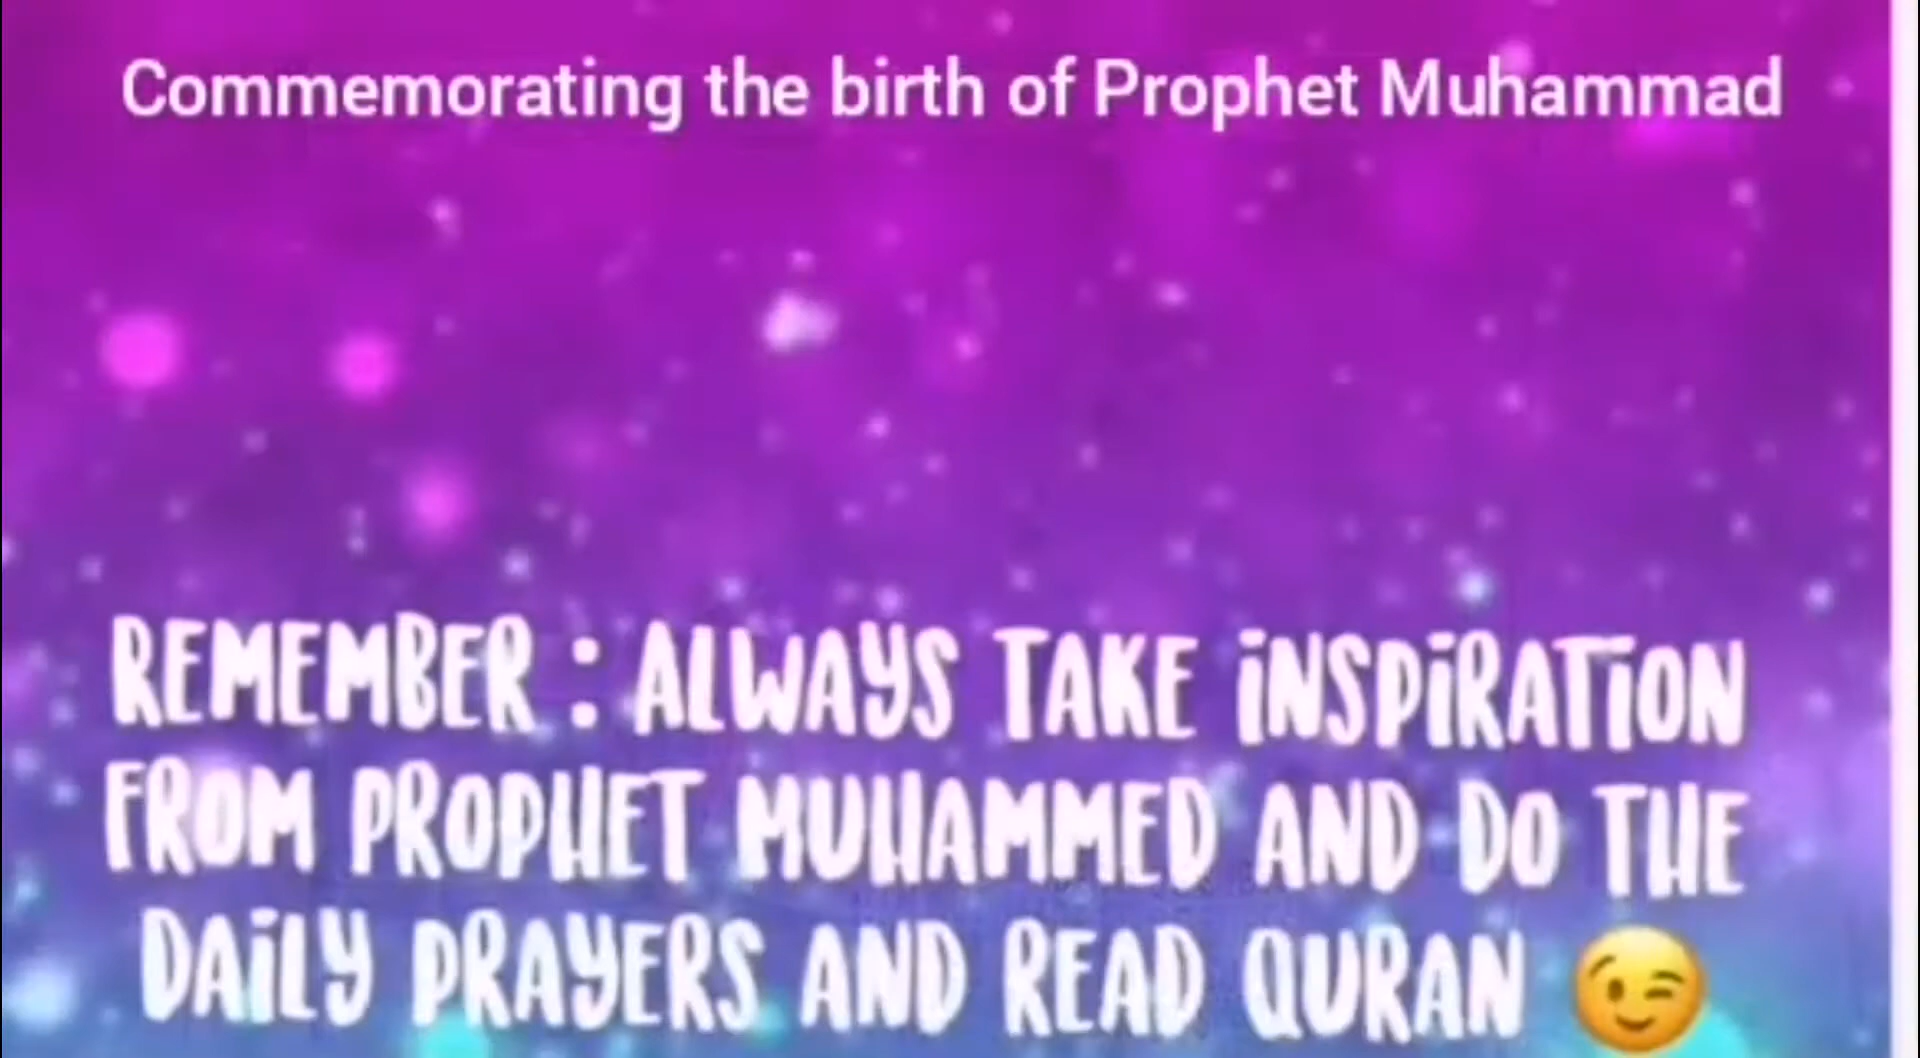 Commemorating the birth of Prophet Muhammad
REMEMBER : ALWAYS TAKE iNSPiRATiON
FROM PROPHET MUHAMMED AND DO THE
DAiLY PRAYERS AND READ QURAN 😉